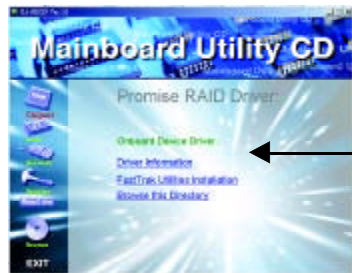 Mainboard Utility CD
Promise RAID Driver:
Onboard Device Driver
Driver Information
FastTrak Utilities Installation
Browse this Directory
EXIT